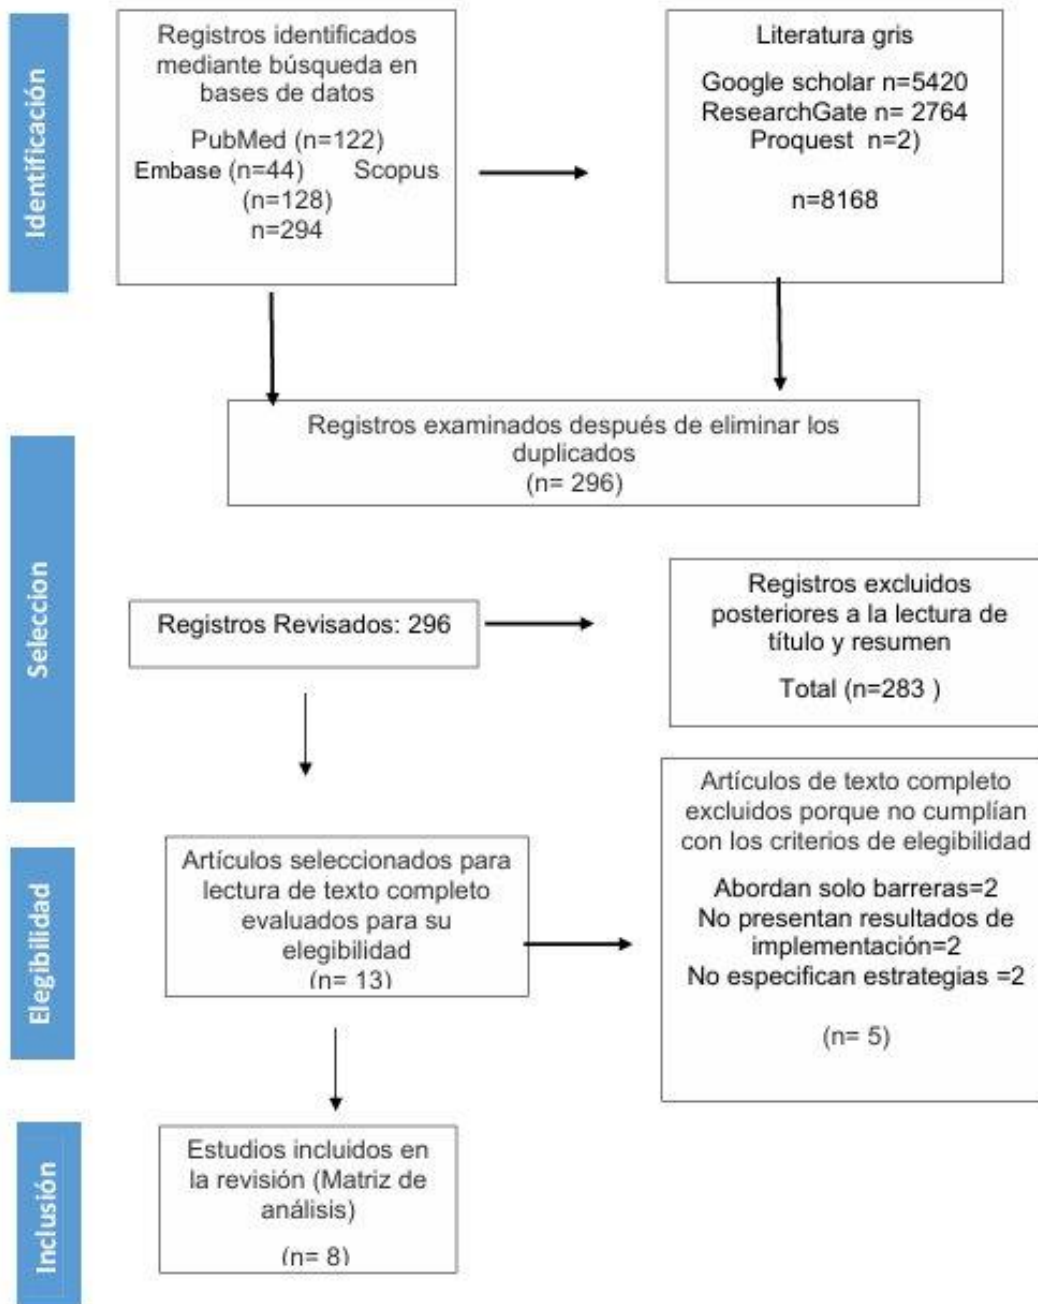 Identificación
Registros identificados
mediante búsqueda en
bases de datos
PubMed (n=122)
Embase (n=44) Scopus
(n=128)
n=294
Literatura gris
Google scholar n=5420
ResearchGate n= 2764
Proquest n=2)
n=8168
Registros examinados después de eliminar los
duplicados
(n= 296)
Seleccion
Registros Revisados: 296
Registros excluidos
posteriores a la lectura de
título y resumen
Total (n=283 )
Elegibilidad
Artículos seleccionados para
lectura de texto completo
evaluados para su
elegibilidad
(n= 13)
Artículos de texto completo
excluidos porque no cumplían
con los criterios de elegibilidad
Abordan solo barreras=2
No presentan resultados de
implementación=2
No especifican estrategias =2
(n= 5)
Inclusión
Estudios incluidos en
la revisión (Matriz de
análisis)
(n= 8)